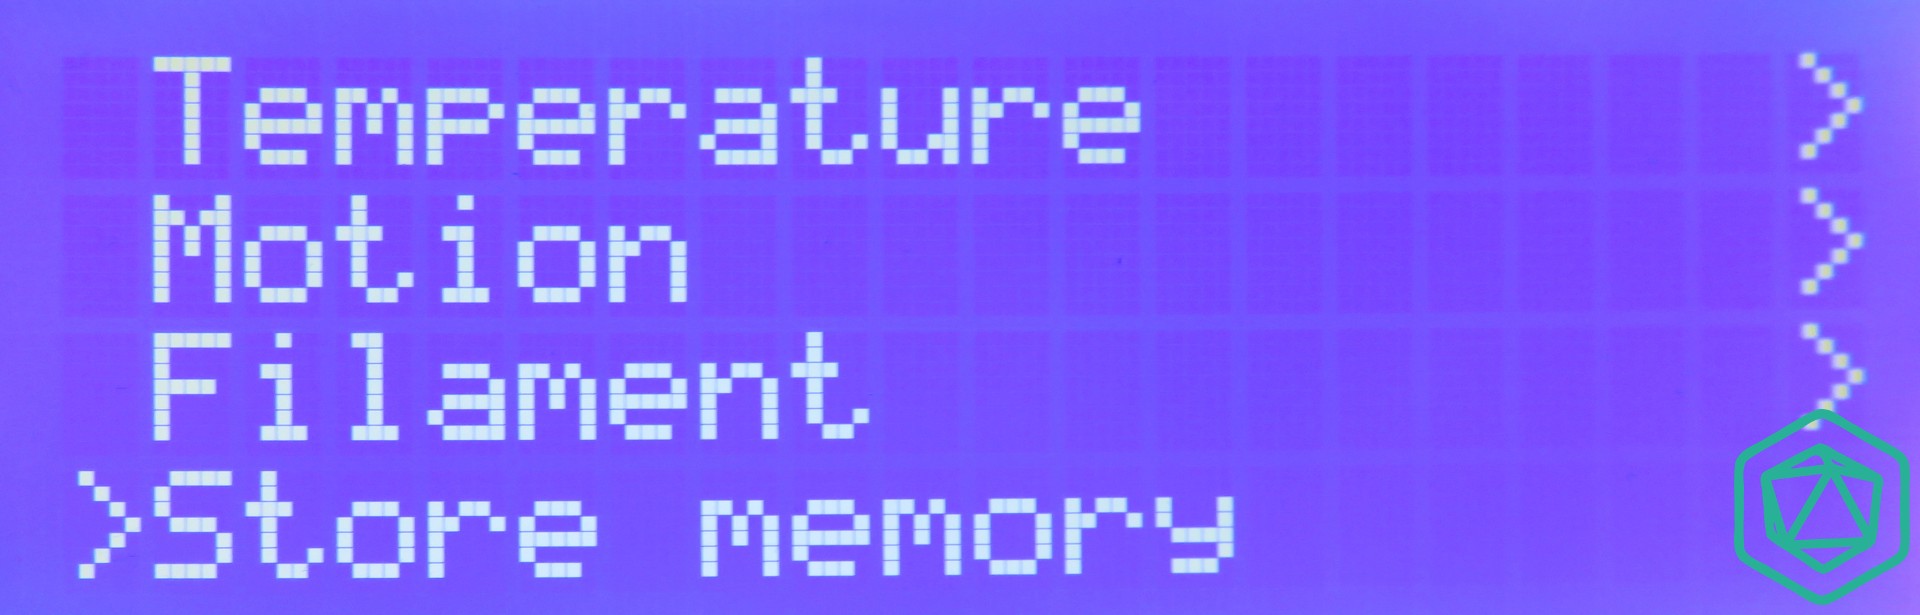 Temperature >
Motion >
Filament >
>Store memory